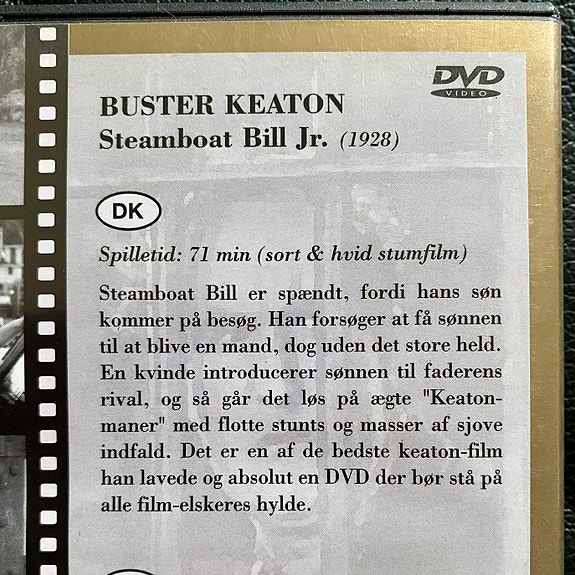 DVD
VIDEO
BUSTER KEATON
Steamboat Bill Jr. (1928)
DK
Spilletid: 71 min (sort & hvid stumfilm)
Steamboat Bill er spændt, fordi hans søn
kommer på besøg. Han forsøger at få sønnen
til at blive en mand, dog uden det store held.
En kvinde introducerer sønnen til faderens
rival, og så går det løs på ægte "Keaton-
maner" med flotte stunts og masser af sjove
indfald. Det er en af de bedste keaton-film
han lavede og absolut en DVD der bør stå på
alle film-elskeres hylde.